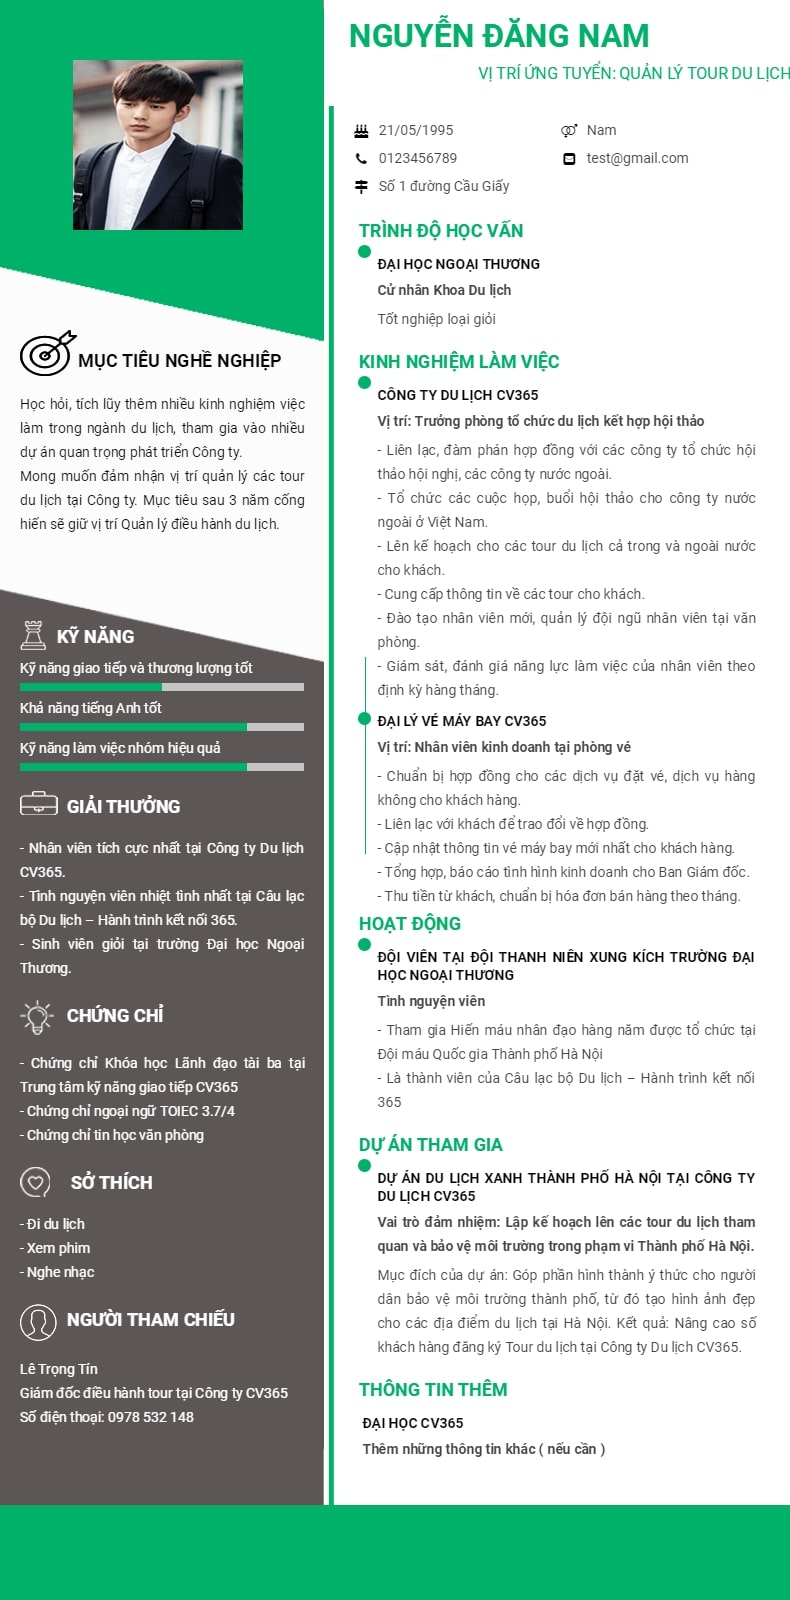 NGUYỄN ĐĂNG NAM
VỊ TRÍ ỨNG TUYỂN: QUẢN LÝ TOUR DU LỊCH
21/05/1995
Nam
0123456789
test@gmail.com
Số 1 đường Cầu Giấy
MỤC TIÊU NGHỀ NGHIỆP
Học hỏi, tích lũy thêm nhiều kinh nghiệm việc
làm trong ngành du lịch, tham gia vào nhiều
dự án quan trọng phát triển Công ty.
Mong muốn đảm nhận vị trí quản lý các tour
du lịch tại Công ty. Mục tiêu sau 3 năm cống
hiến sẽ giữ vị trí Quản lý điều hành du lịch.
KỸ NĂNG
Kỹ năng giao tiếp và thương lượng tốt
Khả năng tiếng Anh tốt
Kỹ năng làm việc nhóm hiệu quả
GIẢI THƯỞNG
- Nhân viên tích cực nhất tại Công ty Du lịch
CV365.
- Tình nguyện viên nhiệt tình nhất tại Câu lạc
bộ Du lịch – Hành trình kết nối 365.
- Sinh viên giỏi tại trường Đại học Ngoại
Thương.
CHỨNG CHỈ
- Chứng chỉ Khóa học Lãnh đạo tài ba tại
Trung tâm kỹ năng giao tiếp CV365
- Chứng chỉ ngoại ngữ TOIEC 3.7/4
- Chứng chỉ tin học văn phòng
SỞ THÍCH
- Đi du lịch
- Xem phim
- Nghe nhạc
NGƯỜI THAM CHIẾU
Lê Trọng Tín
Giám đốc điều hành tour tại Công ty CV365
Số điện thoại: 0978 532 148
TRÌNH ĐỘ HỌC VẤN
ĐẠI HỌC NGOẠI THƯƠNG
Cử nhân Khoa Du lịch
Tốt nghiệp loại giỏi
KINH NGHIỆM LÀM VIỆC
CÔNG TY DU LỊCH CV365
Vị trí: Trưởng phòng tổ chức du lịch kết hợp hội thảo
- Liên lạc, đàm phán hợp đồng với các công ty tổ chức hội
thảo hội nghị, các công ty nước ngoài.
- Tổ chức các cuộc họp, buổi hội thảo cho công ty nước
ngoài ở Việt Nam.
- Lên kế hoạch cho các tour du lịch cả trong và ngoài nước
cho khách.
- Cung cấp thông tin về các tour cho khách.
- Đào tạo nhân viên mới, quản lý đội ngũ nhân viên tại văn
phòng.
- Giám sát, đánh giá năng lực làm việc của nhân viên theo
định kỳ hàng tháng.
ĐẠI LÝ VÉ MÁY BAY CV365
Vị trí: Nhân viên kinh doanh tại phòng vé
- Chuẩn bị hợp đồng cho các dịch vụ đặt vé, dịch vụ hàng
không cho khách hàng.
- Liên lạc với khách để trao đổi về hợp đồng.
- Cập nhật thông tin vé máy bay mới nhất cho khách hàng.
- Tổng hợp, báo cáo tình hình kinh doanh cho Ban Giám đốc.
- Thu tiền từ khách, chuẩn bị hóa đơn bán hàng theo tháng.
HOẠT ĐỘNG
ĐỘI VIÊN TẠI ĐỘI THANH NIÊN XUNG KÍCH TRƯỜNG ĐẠI
HỌC NGOẠI THƯƠNG
Tình nguyện viên
- Tham gia Hiến máu nhân đạo hàng năm được tổ chức tại
Đội máu Quốc gia Thành phố Hà Nội
- Là thành viên của Câu lạc bộ Du lịch – Hành trình kết nối
365
DỰ ÁN THAM GIA
DỰ ÁN DU LỊCH XANH THÀNH PHỐ HÀ NỘI TẠI CÔNG TY
DU LỊCH CV365
Vai trò đảm nhiệm: Lập kế hoạch lên các tour du lịch tham
quan và bảo vệ môi trường trong phạm vi Thành phố Hà Nội.
Mục đích của dự án: Góp phần hình thành ý thức cho người
dân bảo vệ môi trường thành phố, từ đó tạo hình ảnh đẹp
cho các địa điểm du lịch tại Hà Nội. Kết quả: Nâng cao số
khách hàng đăng ký Tour du lịch tại Công ty Du lịch CV365.
THÔNG TIN THÊM
ĐẠI HỌC CV365
Thêm những thông tin khác ( nếu cần )